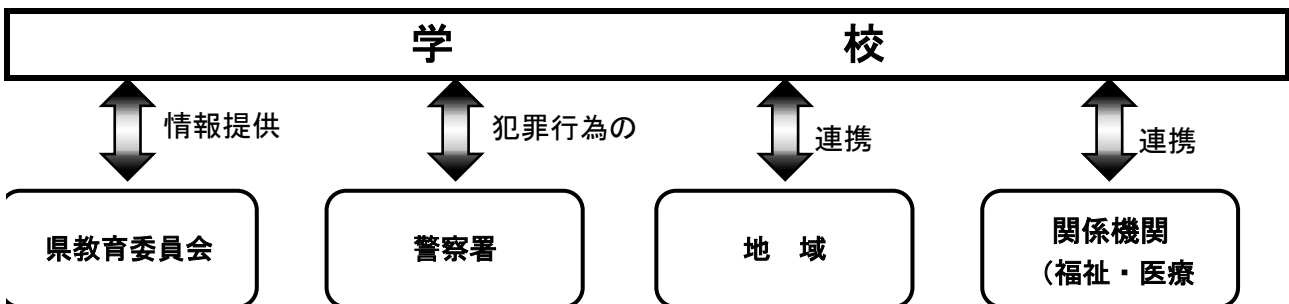 学 校
情報提供
犯罪行為の
連携
連携
県教育委員会
警察署
地 域
関係機関
(福祉・医療